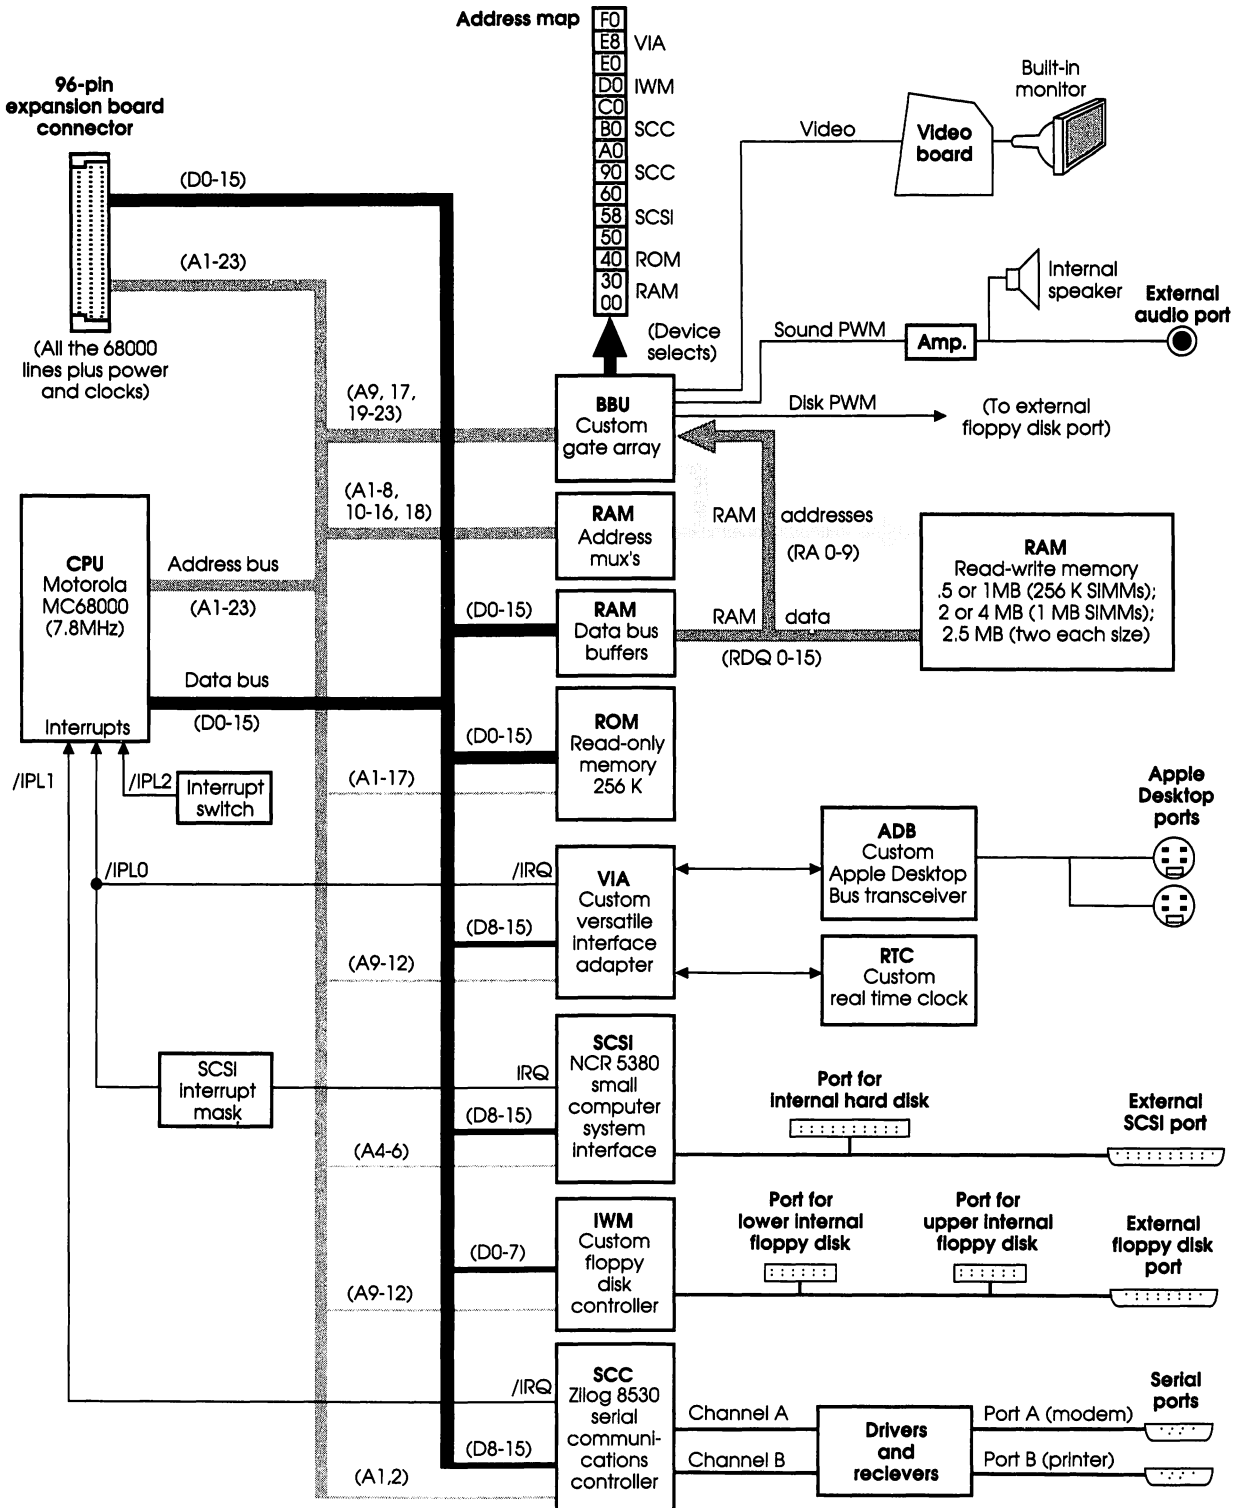 Address map
F0
E8 VIA
E0
D0 IWM
C0
B0 SCC
A0
90 SCC
60
58 SCSI
50
40 ROM
30
RAM
00
(Device
selects)
96-pin
expansion board
connector
(D0-15)
(A1-23)
(All the 68000
lines plus power
and clocks)
Video
Video
board
Built-in
monitor
Internal
speaker
External
audio port
Sound PWM
Amp.
Disk PWM
(To external
floppy disk port)
(A9, 17,
19-23)
BBU
Custom
gate array
(A1-8,
10-16, 18)
RAM
Address
mux's
RAM addresses
(RA 0-9)
RAM
Read-write memory
.5 or 1MB (256 K SIMMs);
2 or 4 MB (1 MB SIMMs);
2.5 MB (two each size)
CPU
Motorola
MC68000
(7.8MHz)
Interrupts
Address bus
(A1-23)
Data bus
(D0-15)
(D0-15)
RAM
Data bus
buffers
RAM data
(RDQ 0-15)
(D0-15)
(A1-17)
ROM
Read-only
memory
256 K
/IPL1
/IPL2
Interrupt
switch
/IPL0
/IRQ
(D8-15)
(A9-12)
VIA
Custom
versatile
interface
adapter
ADB
Custom
Apple Desktop
Bus transceiver
Apple
Desktop
ports
RTC
Custom
real time clock
SCSI
interrupt
mask
IRQ
(D8-15)
(A4-6)
SCSI
NCR 5380
small
computer
system
interface
Port for
internal hard disk
External
SCSI port
(D0-7)
(A9-12)
IWM
Custom
floppy
disk
controller
Port for
lower internal
floppy disk
Port for
upper internal
floppy disk
External
floppy disk
port
/IRQ
(D8-15)
(A1,2)
SCC
Zilog 8530
serial
communi-
cations
controller
Channel A
Channel B
Drivers
and
recievers
Port A (modem)
Port B (printer)
Serial
ports